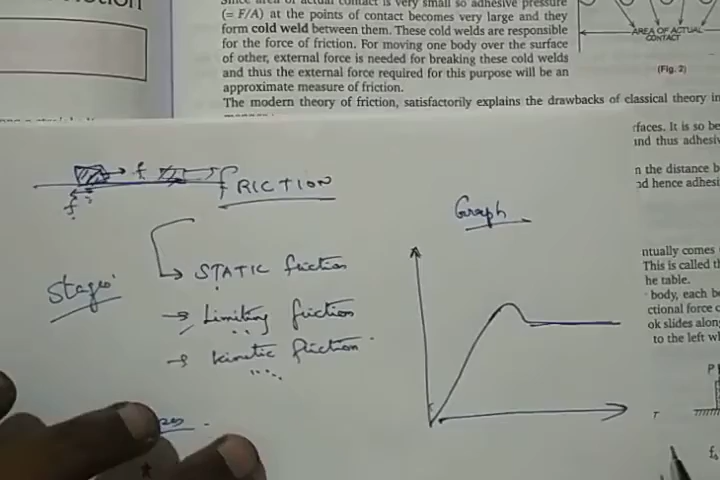 Since area of actual contact is very small so adhesive pressure
(= F/A) at the points of contact becomes very large and they
form cold weld between them. These cold welds are responsible
for the force of friction. For moving one body over the surface
of other, external force is needed for breaking these cold welds
and thus the external force required for this purpose will be an
approximate measure of friction.
The modern theory of friction, satisfactorily explains the drawbacks of classical theory in
AREA OF ACTUAL
CONTACT
(Fig. 2)
rfaces. It is so be
and thus adhesiv
n the distance b
nd hence adhesi
ntually comes
This is called th
he table.
body, each b
ctional force c
ok slides along
to the left w
P
f
f
FRICTION
Graph
Stages
→ STATIC friction
→ Limiting friction
→ kinetic friction